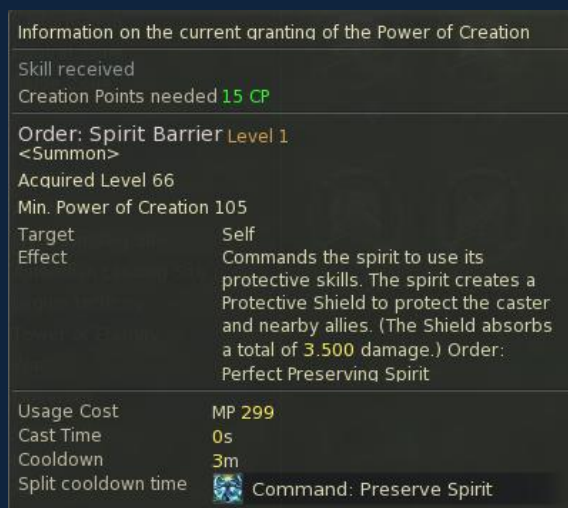 Information on the current granting of the Power of Creation
Skill received
Creation Points needed 15 CP
Order: Spirit Barrier Level 1
<Summon>
Acquired Level 66
Min. Power of Creation 105
Target Self
Effect Commands the spirit to use its
protective skills. The spirit creates a
Protective Shield to protect the caster
and nearby allies. (The Shield absorbs
a total of 3.500 damage.) Order:
Perfect Preserving Spirit
Usage Cost MP 299
Cast Time 0s
Cooldown 3m
Split cooldown time Command: Preserve Spirit